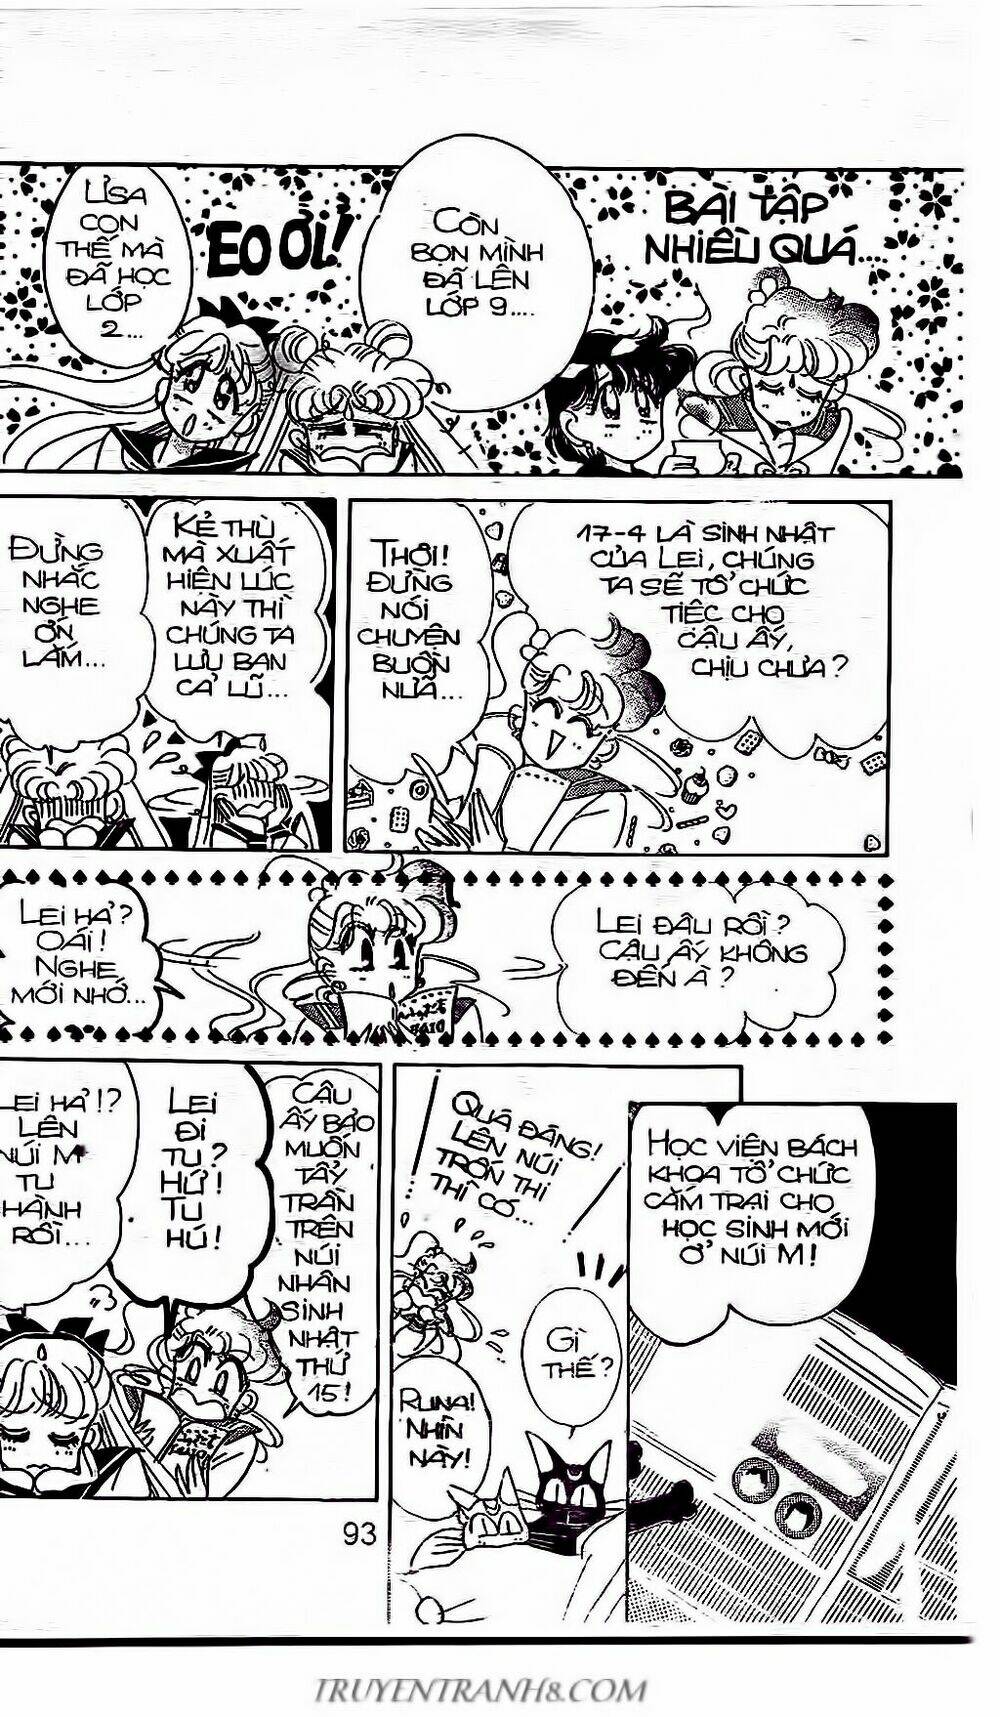 BÀI TẬP
NHIỀU QUÁ...
CÒN
BỌN MÌNH
ĐÃ LÊN
LỚP 9....
EO ƠI!
LISA
CON
THẾ MÀ
ĐÃ HỌC
LỚP
2...
17-4 LÀ SINH NHẬT
CỦA LEI, CHÚNG
TA SẼ TỔ CHỨC
TIỆC CHO
CẬU ẤY,
CHỊU CHƯA?
THÔI!
ĐỪNG
NÓI
CHUYỆN
BUỒN
NỮA...
KẺ THÙ
MÀ XUẤT
HIỆN LÚC
NÀY THÌ
CHÚNG TA
LƯU BAN
CẢ LŨ...
ĐỪNG
NHẮC
NGHE
ỚN
LẮM...
LEI ĐÂU RỒI?
CẬU ẤY KHÔNG
ĐẾN À?
LEI HẢ?
OÁI!
NGHE
MỚI NHỚ...
HỌC VIÊN BÁCH
KHOA TỔ CHỨC
CẮM TRẠI CHO
HỌC SINH MỚI
Ở NÚI M!
QUÁ ĐÁNG!
LÊN NÚI
TRỐN THI
THÌ CÓ...
GÌ
THẾ?
RUNA!
NHÌN
NÀY!
CẬU
ẤY BẢO
MUỐN
TẨY
TRẦN
TRÊN
NÚI
NHÂN
SINH
NHẬT
THỨ
15!
LEI
ĐI
TU?
HỨ!
TU
HÚ!
LEI HẢ!?
LÊN
NÚI M
TU
HÀNH
RỒI...
93
TRUYENTRANH8.COM